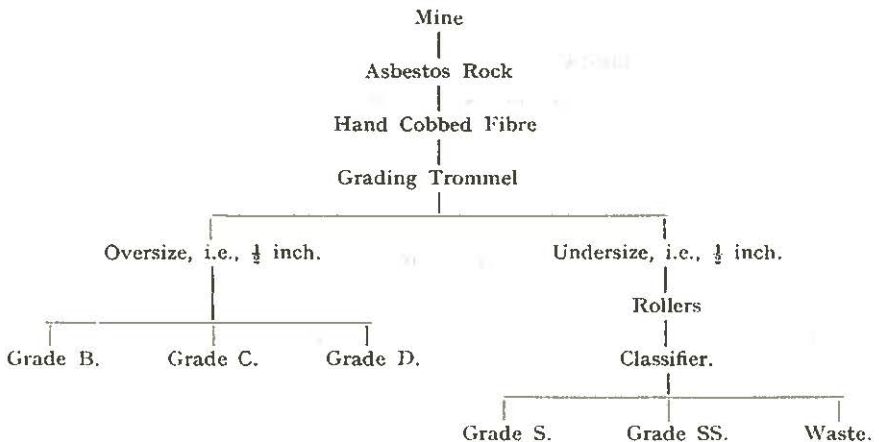 Mine
Asbestos Rock
Hand Cobbed Fibre
Grading Trommel
Oversize, i.e., ½ inch. Undersize, i.e., ½ inch.
Rollers
Grade B. Grade C. Grade D. Classifier.
Grade S. Grade SS. Waste.